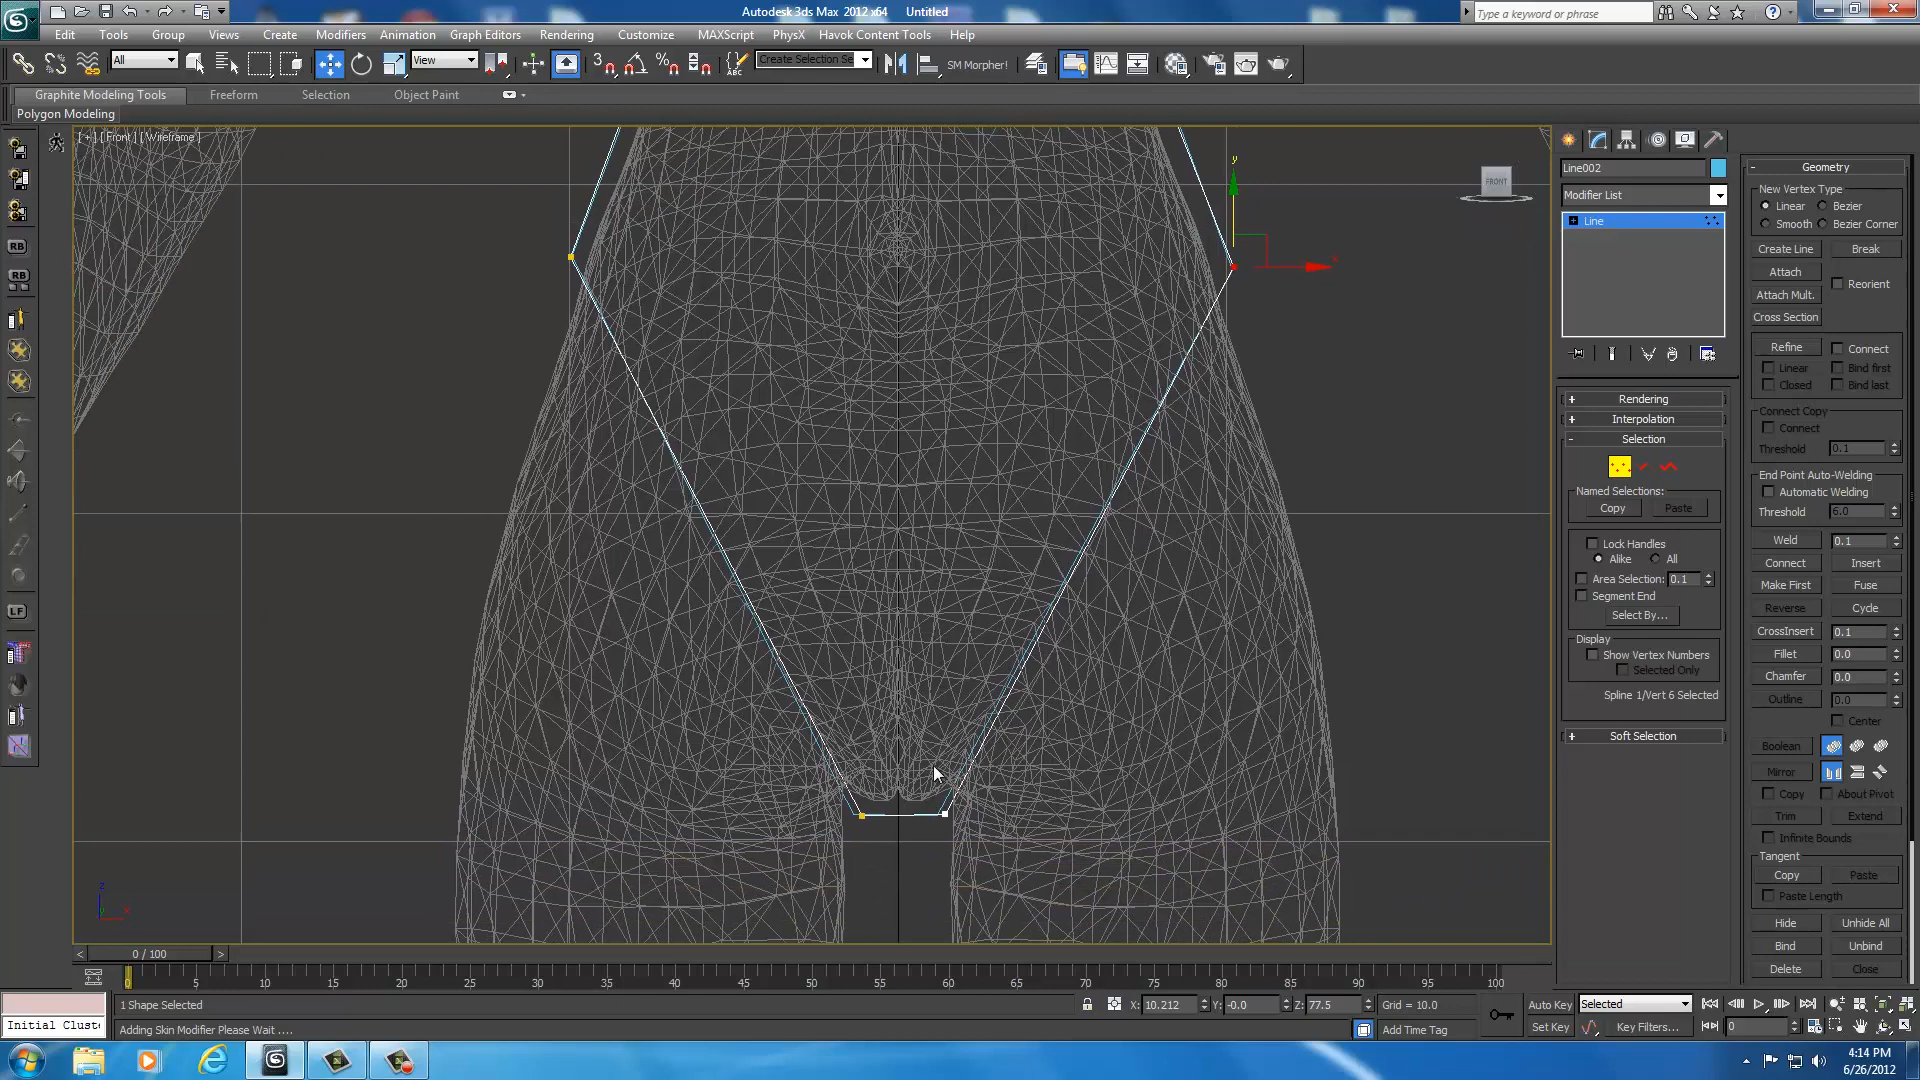 Autodesk 3ds Max 2012 x64 Untitled
Type a keyword or phrase
Edit Tools Group Views Create Modifiers Animation Graph Editors Rendering Customize MAXScript PhysX Havok Content Tools Help
All View Create Selection Se SM Morpher!
Graphite Modeling Tools Freeform Selection Object Paint
Polygon Modeling
[ + ] [ Front ] [ Wireframe ]
FRONT
y
x
RB
RB
LF
z
x
Line002
Modifier List
Line
Rendering
Interpolation
Selection
Named Selections:
Copy Paste
Lock Handles
Alike All
Area Selection: 0.1
Segment End
Select By...
Display
Show Vertex Numbers
Selected Only
Spline 1/Vert 6 Selected
Soft Selection
Geometry
New Vertex Type
Linear Bezier
Smooth Bezier Corner
Create Line Break
Attach
Reorient
Attach Mult.
Cross Section
Refine Connect
Linear Bind first
Closed Bind last
Connect Copy
Connect
Threshold 0.1
End Point Auto-Welding
Automatic Welding
Threshold 6.0
Weld 0.1
Connect Insert
Make First Fuse
Reverse Cycle
CrossInsert 0.1
Fillet 0.0
Chamfer 0.0
Outline 0.0
Center
Boolean
Mirror
Copy About Pivot
Trim Extend
Infinite Bounds
Tangent
Copy Paste
Paste Length
Hide Unhide All
Bind Unbind
Delete Close
< 0 / 100 >
0 5 10 15 20 25 30 35 40 45 50 55 60 65 70 75 80 85 90 95 100
1 Shape Selected X: 10.212 Y: -0.0 Z: 77.5 Grid = 10.0 Auto Key Selected
Initial Cluste Adding Skin Modifier Please Wait .... Add Time Tag Set Key Key Filters... 0
4:14 PM
6/26/2012